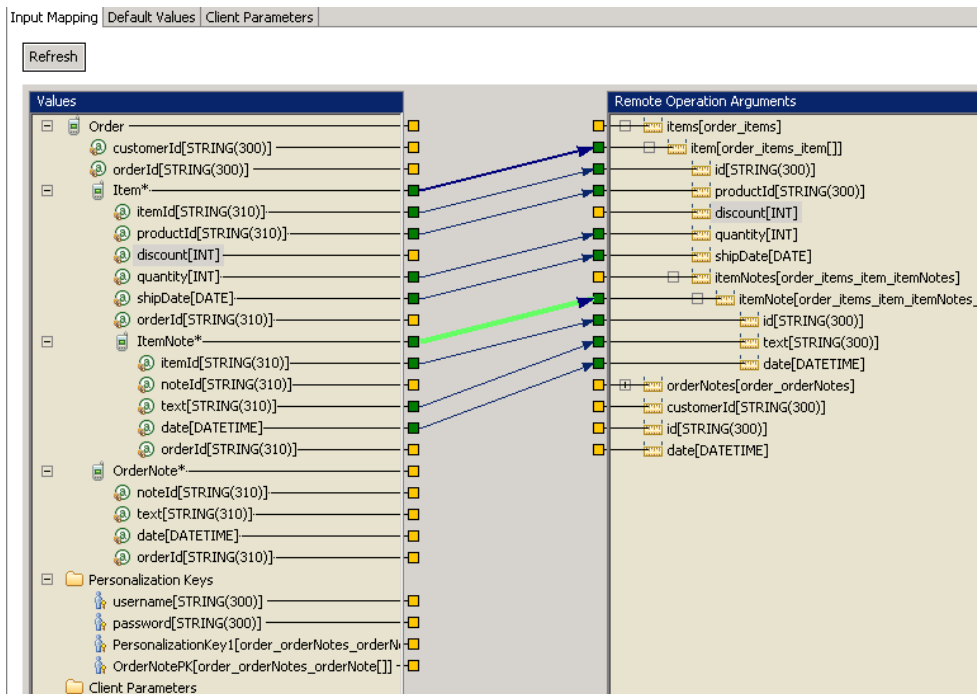 Input Mapping Default Values Client Parameters
Refresh
Values
Order
customerId[STRING(300)]
orderId[STRING(300)]
Item*
itemId[STRING(310)]
productId[STRING(310)]
discount[INT]
quantity[INT]
shipDate[DATE]
orderId[STRING(310)]
ItemNote*
itemId[STRING(310)]
noteId[STRING(310)]
text[STRING(310)]
date[DATETIME]
orderId[STRING(310)]
OrderNote*
noteId[STRING(310)]
text[STRING(310)]
date[DATETIME]
orderId[STRING(310)]
Personalization Keys
username[STRING(300)]
password[STRING(300)]
PersonalizationKey1[order_orderNotes_orderN
OrderNotePK[order_orderNotes_orderNote[]]
Client Parameters
Remote Operation Arguments
items[order_items]
item[order_items_item[]]
id[STRING(300)]
productId[STRING(300)]
discount[INT]
quantity[INT]
shipDate[DATE]
itemNotes[order_items_item_itemNotes]
itemNote[order_items_item_itemNotes_
id[STRING(300)]
text[STRING(300)]
date[DATETIME]
orderNotes[order_orderNotes]
customerId[STRING(300)]
id[STRING(300)]
date[DATETIME]